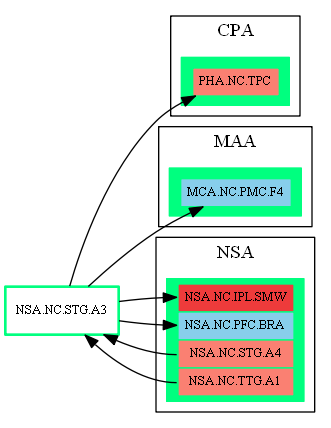 CPA
PHA.NC.TPC
MAA
MCA.NC.PMC.F4
NSA
NSA.NC.IPL.SMW
NSA.NC.STG.A3
NSA.NC.PFC.BRA
NSA.NC.STG.A4
NSA.NC.TTG.A1